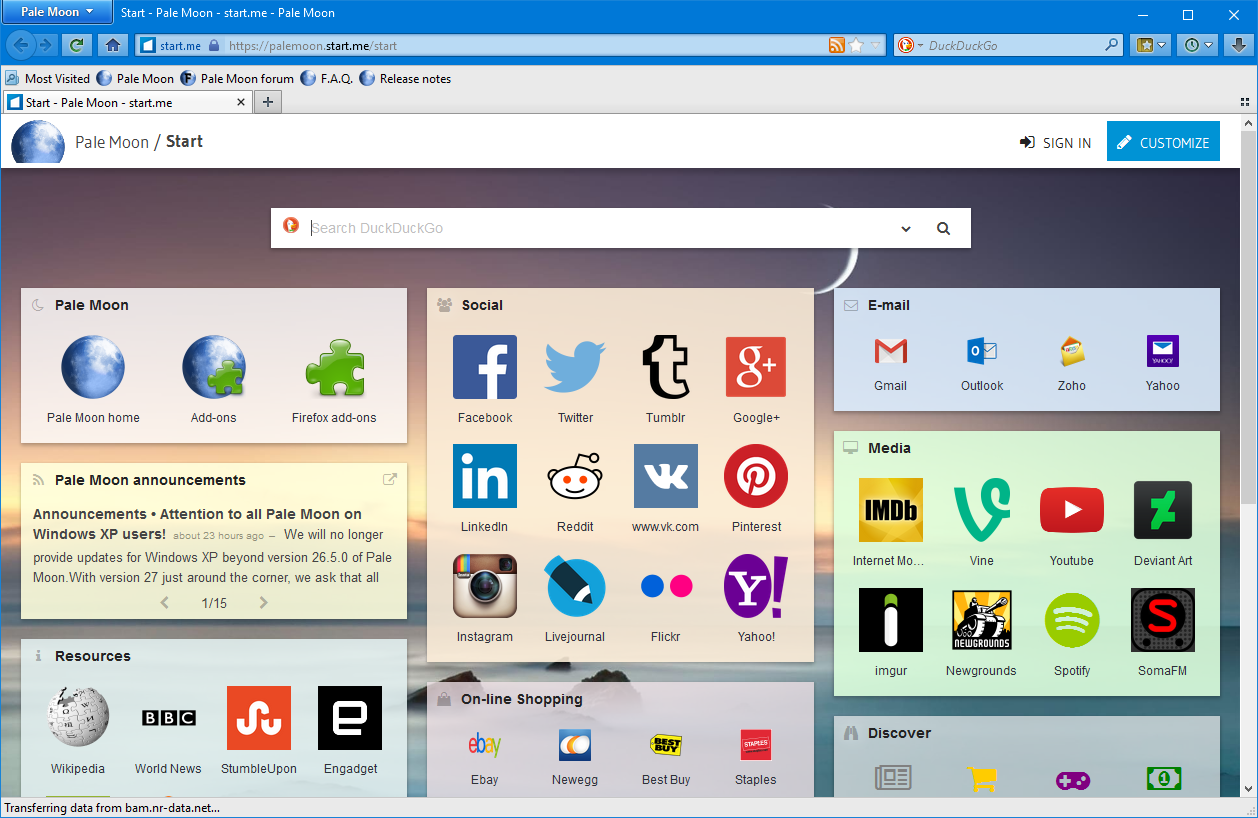 Pale Moon
Start - Pale Moon - start.me - Pale Moon
start.me
https://palemoon.start.me/start
DuckDuckGo
Most Visited
Pale Moon
Pale Moon forum
F.A.Q.
Release notes
Start - Pale Moon - start.me
Pale Moon / Start
SIGN IN
CUSTOMIZE
Search DuckDuckGo
Pale Moon
Pale Moon home
Add-ons
Firefox add-ons
Pale Moon announcements
Announcements • Attention to all Pale Moon on
Windows XP users! about 23 hours ago – We will no longer
provide updates for Windows XP beyond version 26.5.0 of Pale
Moon.With version 27 just around the corner, we ask that all
1/15
Resources
BBC
Wikipedia
World News
StumbleUpon
Engadget
Social
Facebook
Twitter
Tumblr
Google+
in
LinkedIn
Reddit
www.vk.com
Pinterest
Instagram
Livejournal
Flickr
Y!
Yahoo!
On-line Shopping
ebay
BEST BUY
STAPLES
Ebay
Newegg
Best Buy
Staples
E-mail
YAHOO!
Gmail
Outlook
Zoho
Yahoo
Media
IMDb
Internet Mo...
Vine
Youtube
Deviant Art
NEWGROUNDS
imgur
Newgrounds
Spotify
SomaFM
Discover
Transferring data from bam.nr-data.net...